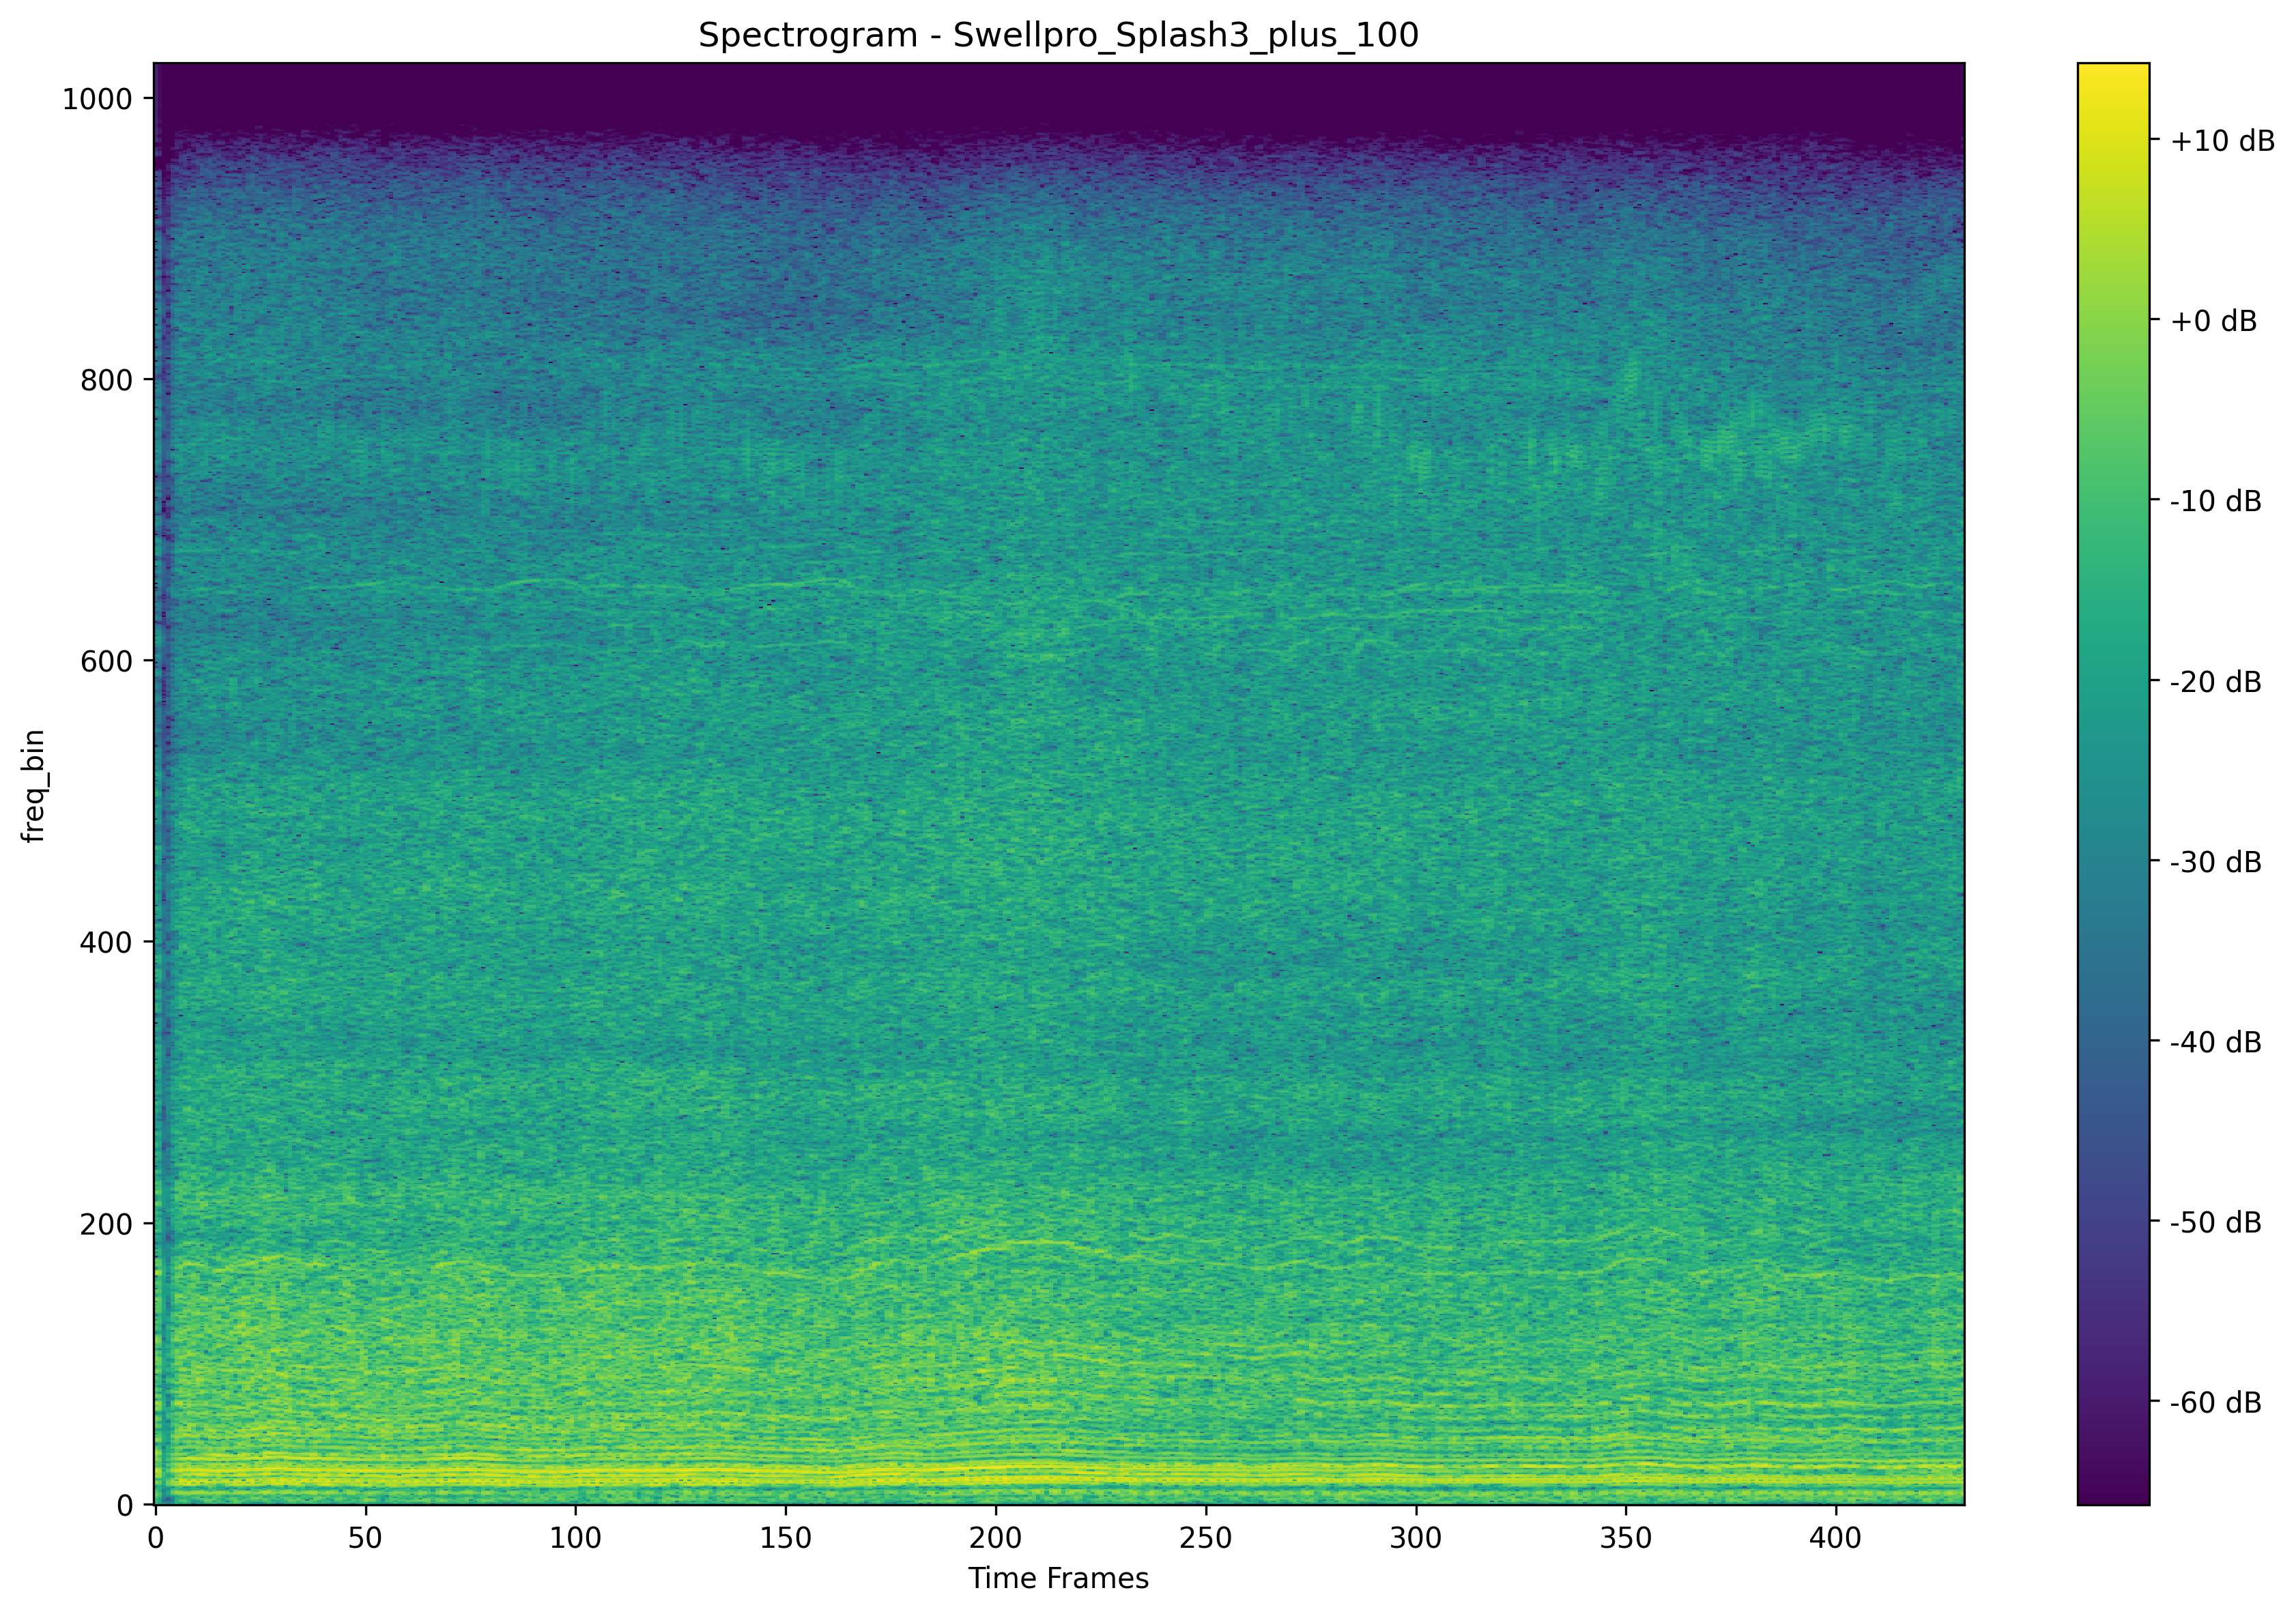 Spectrogram - Swellpro_Splash3_plus_100
1000
800
600
400
200
0
freq_bin
0 50 100 150 200 250 300 350 400
Time Frames
+10 dB
+0 dB
-10 dB
-20 dB
-30 dB
-40 dB
-50 dB
-60 dB